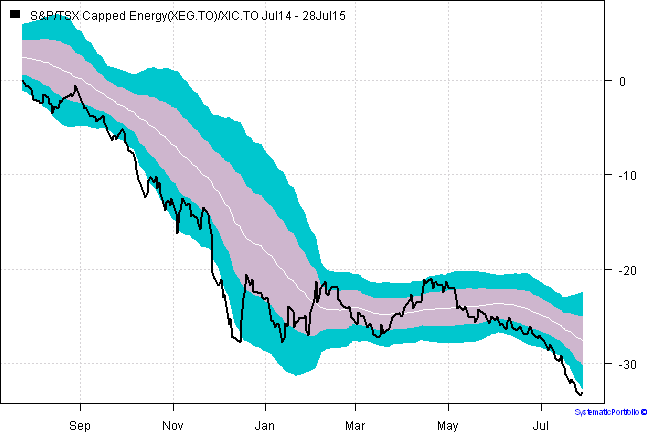 S&P/TSX Capped Energy(XEG.TO)/XIC.TO Jul14 - 28Jul15
0
-10
-20
-30
Sep Nov Jan Mar May Jul
SystematicPortfolio ©